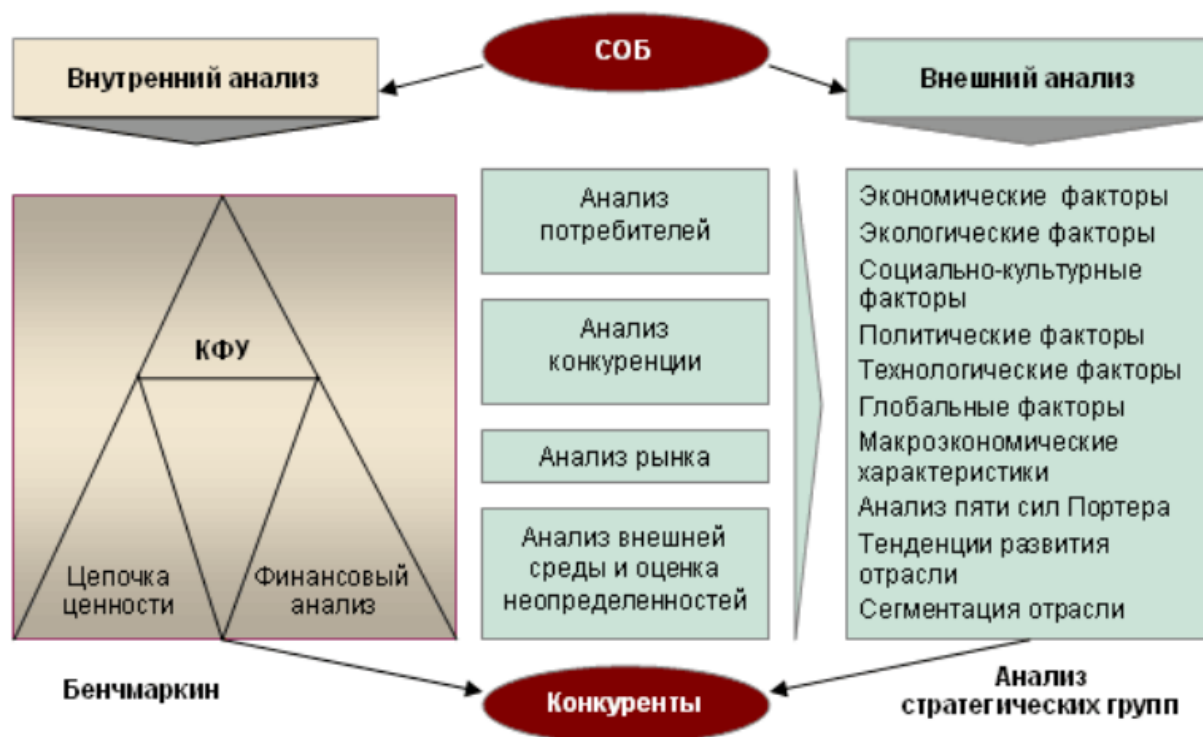 СОБ
Внутренний анализ
Внешний анализ
КФУ
Цепочка
ценности
Финансовый
анализ
Анализ
потребителей
Анализ
конкуренции
Анализ рынка
Анализ внешней
среды и оценка
неопределенностей
Экономические факторы
Экологические факторы
Социально-культурные
факторы
Политические факторы
Технологические факторы
Глобальные факторы
Макроэкономические
характеристики
Анализ пяти сил Портера
Тенденции развития
отрасли
Сегментация отрасли
Бенчмаркин
Конкуренты
Анализ
стратегических групп